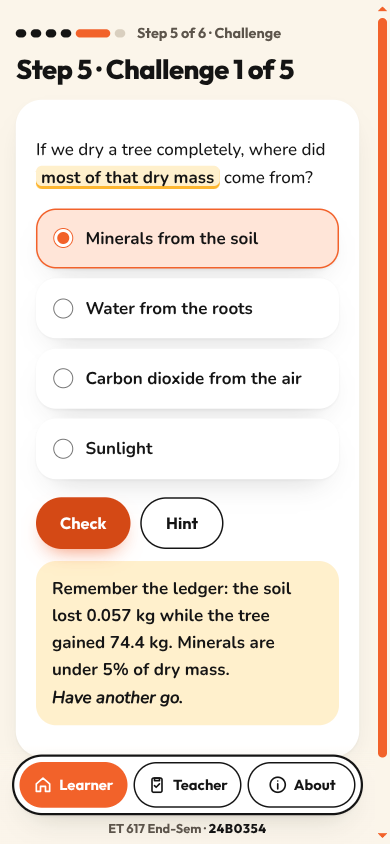 Step 5 of 6 · Challenge
Step 5 · Challenge 1 of 5
If we dry a tree completely, where did
most of that dry mass come from?
Minerals from the soil
Water from the roots
Carbon dioxide from the air
Sunlight
Check
Hint
Remember the ledger: the soil
lost 0.057 kg while the tree
gained 74.4 kg. Minerals are
under 5% of dry mass.
Have another go.
Learner
Teacher
About
ET 617 End-Sem · 24B0354